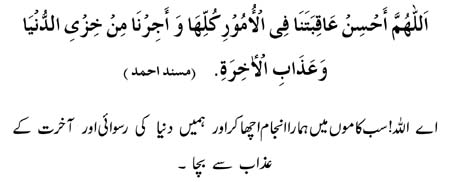 اَللّٰهُمَّ أَحْسِنْ عَاقِبَتَنَا فِى الْأُمُوْرِ كُلِّهَا وَ أَجِرْنَا مِنْ خِزْيِ الدُّنْيَا
وَعَذَابِ الْاٰخِرَةِ. (مسند احمد)
اے اللہ! سب کاموں میں ہمارا انجام اچھا کر اور ہمیں دنیا کی رسوائی اور آخرت کے
عذاب سے بچا ۔